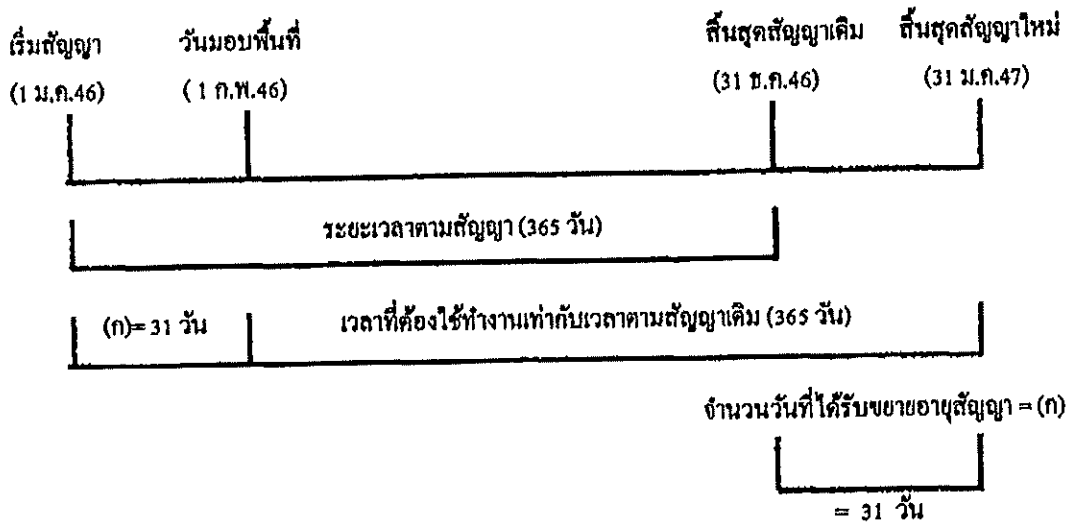 เริ่มสัญญา วันมอบพื้นที่ สิ้นสุดสัญญาเดิม สิ้นสุดสัญญาใหม่
(1 ม.ค.46) (1 ก.พ.46) (31 ธ.ค.46) (31 ม.ค.47)
ระยะเวลาตามสัญญา (365 วัน)
(ก)= 31 วัน เวลาที่ต้องใช้ทำงานเท่ากับเวลาตามสัญญาเดิม (365 วัน)
จำนวนวันที่ได้รับขยายอายุสัญญา = (ก)
= 31 วัน